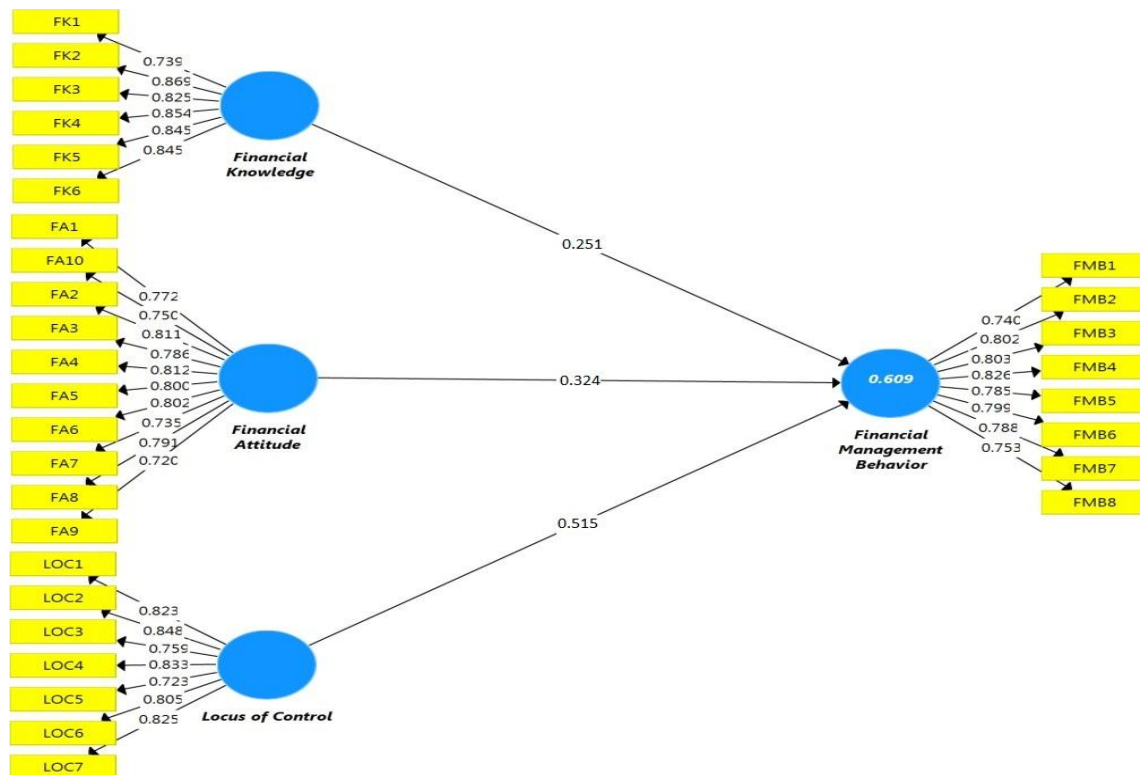 FK1
FK2
FK3
FK4
FK5
FK6
0.739
0.869
0.825
0.854
0.845
0.845
Financial
Knowledge
FA1
FA10
FA2
FA3
FA4
FA5
FA6
FA7
FA8
FA9
0.772
0.750
0.811
0.786
0.812
0.800
0.802
0.735
0.791
0.720
Financial
Attitude
LOC1
LOC2
LOC3
LOC4
LOC5
LOC6
LOC7
0.823
0.848
0.759
0.833
0.723
0.805
0.825
Locus of Control
0.251
0.324
0.515
0.609
Financial
Management
Behavior
0.740
0.802
0.803
0.826
0.785
0.799
0.788
0.753
FMB1
FMB2
FMB3
FMB4
FMB5
FMB6
FMB7
FMB8